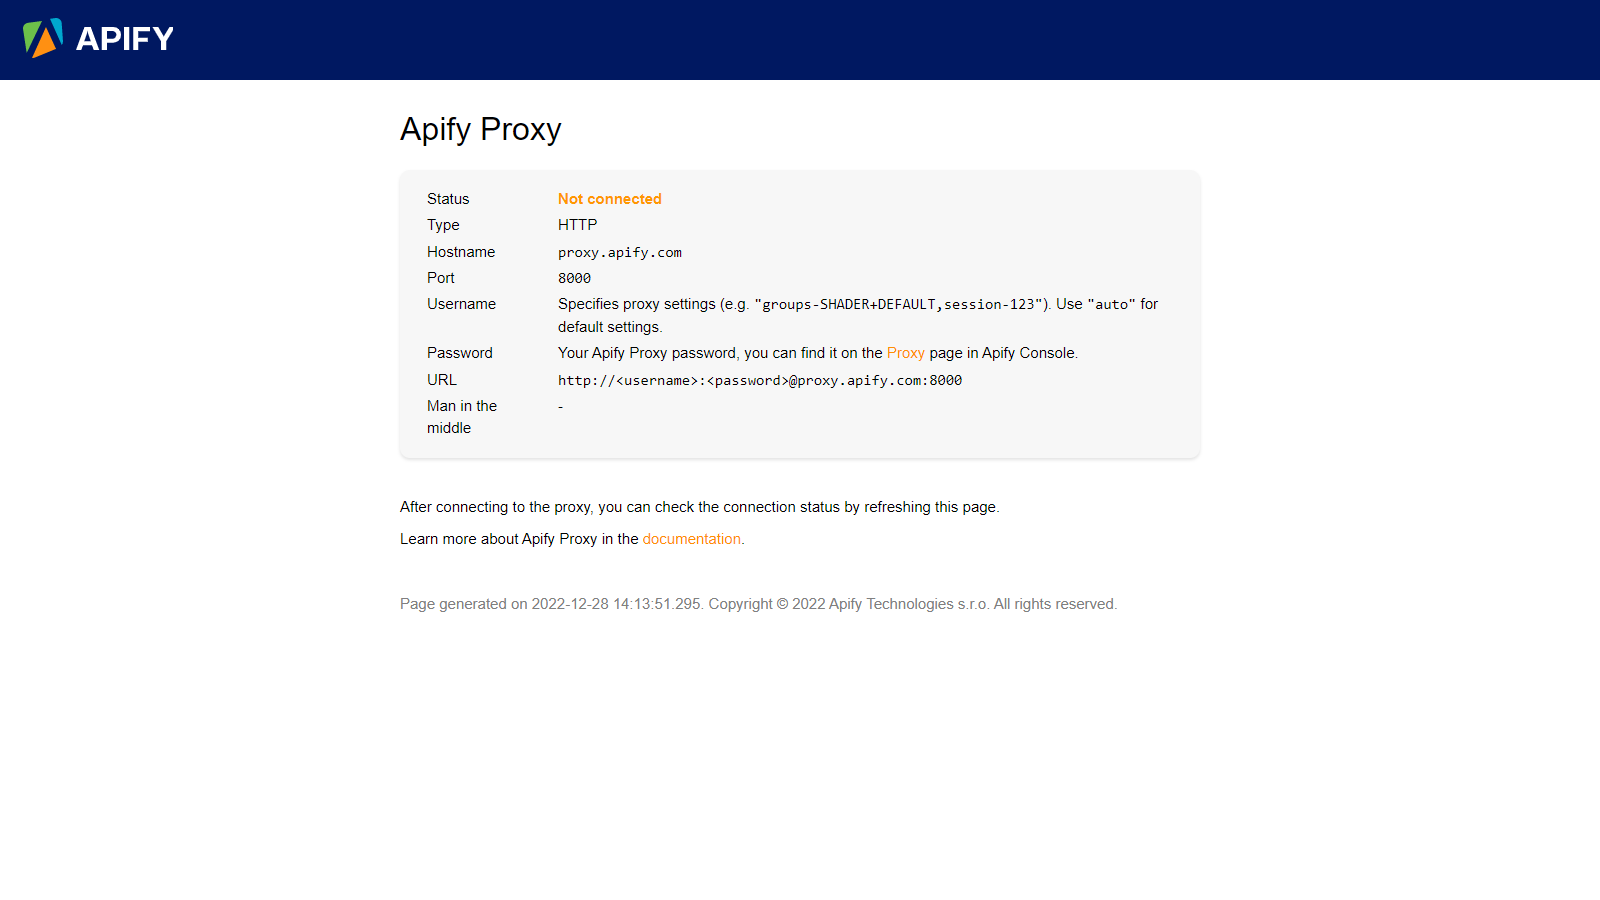 APIFY
Apify Proxy
Status Not connected
Type HTTP
Hostname proxy.apify.com
Port 8000
Username Specifies proxy settings (e.g. "groups-SHADER+DEFAULT,session-123"). Use "auto" for
default settings.
Password Your Apify Proxy password, you can find it on the Proxy page in Apify Console.
URL http://<username>:<password>@proxy.apify.com:8000
Man in the -
middle
After connecting to the proxy, you can check the connection status by refreshing this page.
Learn more about Apify Proxy in the documentation.
Page generated on 2022-12-28 14:13:51.295. Copyright © 2022 Apify Technologies s.r.o. All rights reserved.